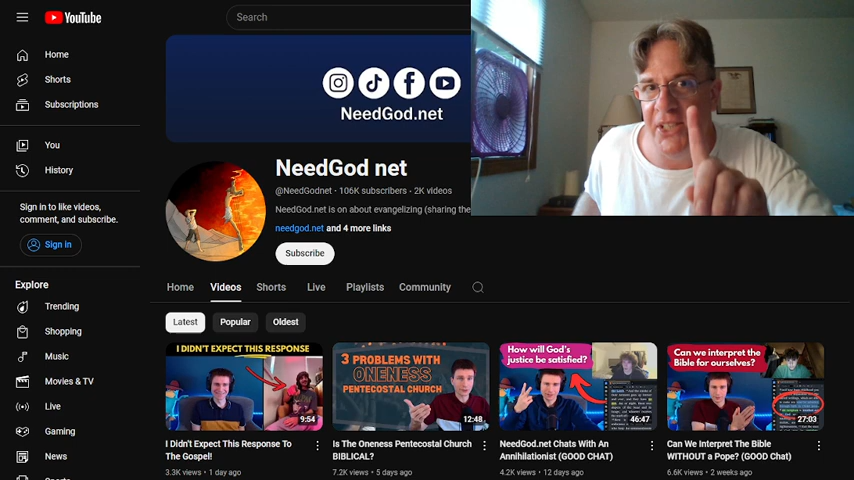 YouTube
Search
Home
Shorts
Subscriptions
You
History
Sign in to like videos,
comment, and subscribe.
Sign in
Explore
Trending
Shopping
Music
Movies & TV
Live
Gaming
News
NeedGod.net
NeedGod net
@NeedGodnet · 106K subscribers · 2K videos
NeedGod.net is on about evangelizing (sharing the
needgod.net and 4 more links
Subscribe
Home Videos Shorts Live Playlists Community
Latest Popular Oldest
I DIDN'T EXPECT THIS RESPONSE
9:54
I Didn't Expect This Response To
The Gospel!
3.3K views · 1 day ago
3 PROBLEMS WITH
ONENESS
PENTECOSTAL CHURCH
12:48
Is The Oneness Pentecostal Church
BIBLICAL?
7.2K views · 5 days ago
How will God's
justice be satisfied?
46:47
NeedGod.net Chats With An
Annihilationist (GOOD CHAT)
4.2K views · 12 days ago
Can we interpret the
Bible for ourselves?
27:03
Can We Interpret The Bible
WITHOUT a Pope? (GOOD Chat)
6.6K views · 2 weeks ago